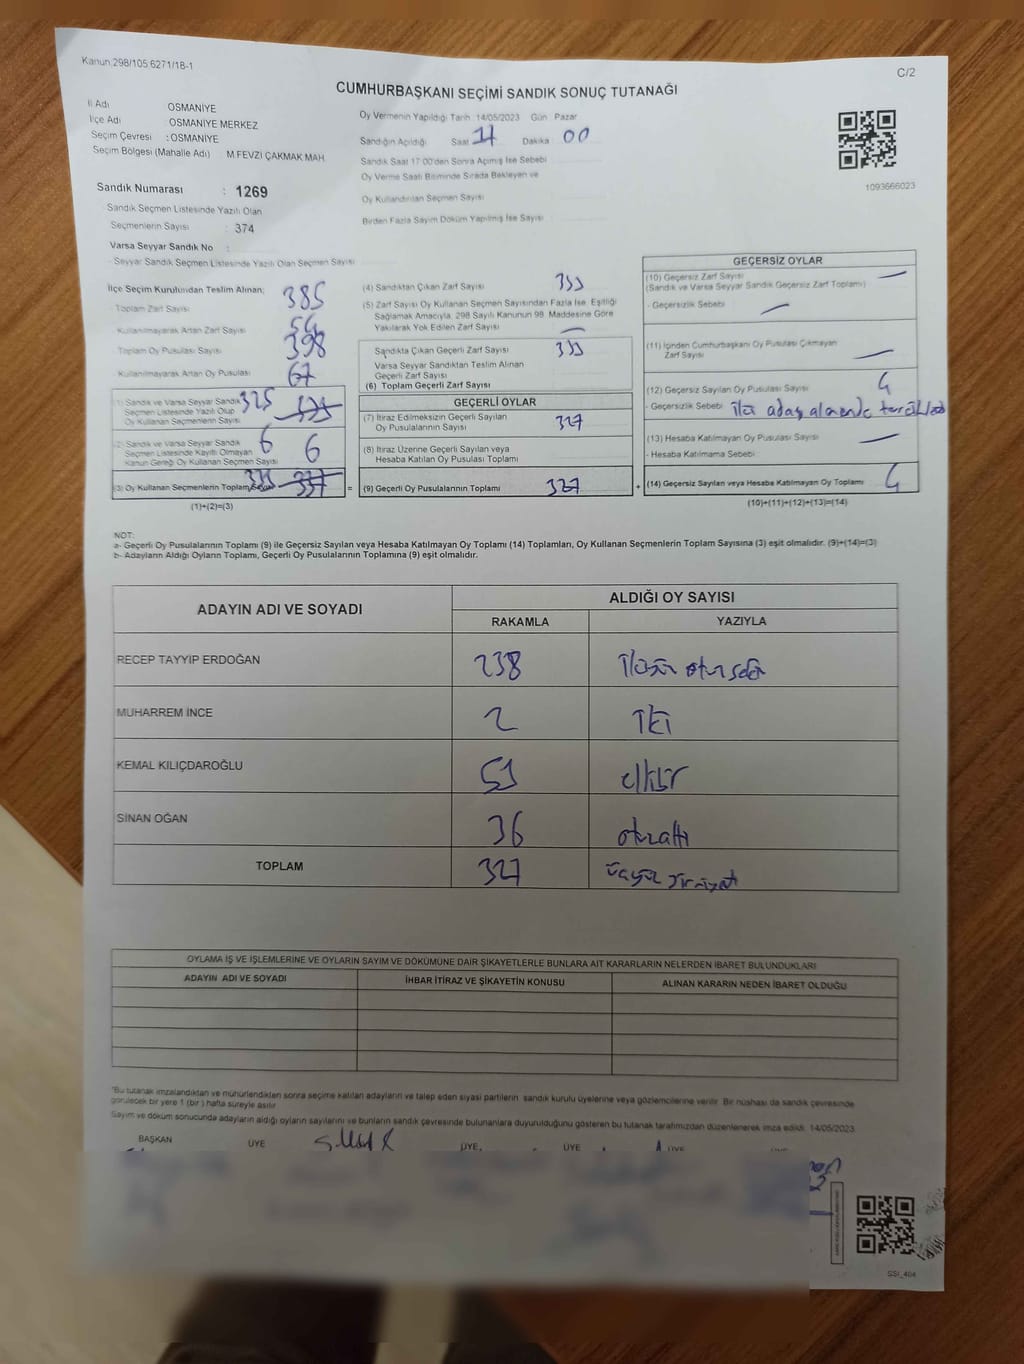 Kanun:298/105 6271/18-1
C/2
CUMHURBAŞKANI SEÇİMİ SANDIK SONUÇ TUTANAĞI
İl Adı OSMANİYE
İlçe Adı OSMANİYE MERKEZ
Seçim Çevresi : OSMANİYE
Seçim Bölgesi (Mahalle Adı) M.FEVZİ ÇAKMAK MAH.
Sandık Numarası : 1269
Sandık Seçmen Listesinde Yazılı Olan
Seçmenlerin Sayısı : 374
Varsa Seyyar Sandık No :
- Seyyar Sandık Seçmen Listesinde Yazılı Olan Seçmen Sayısı
Oy Vermenin Yapıldığı Tarih 14/05/2023 Gün Pazar
Sandığın Açıldığı Saat 17 Dakika 00
Sandık Saat 17:00'den Sonra Açılmış İse Sebebi
Oy Verme Saati Bitiminde Sırada Bekleyen ve
Oy Kullandırılan Seçmen Sayısı
Birden Fazla Sayım Döküm Yapılmış İse Sayısı
1093666023
İlçe Seçim Kurulundan Teslim Alınan:
Toplam Zarf Sayısı 385
Kullanılmayarak Artan Zarf Sayısı
Toplam Oy Pusulası Sayısı 398
Kullanılmayarak Artan Oy Pusulası 67
(1) Sandık ve Varsa Seyyar Sandık 325
Seçmen Listesinde Yazılı Olup
Oy Kullanan Seçmenlerin Sayısı
(2) Sandık ve Varsa Seyyar Sandık 6 6
Seçmen Listesinde Kayıtlı Olmayan
Kanun Gereği Oy Kullanan Seçmen Sayısı
(3) Oy Kullanan Seçmenlerin Toplam Sayısı 337
(1)+(2)=(3)
(4) Sandıktan Çıkan Zarf Sayısı 333
(5) Zarf Sayısı Oy Kullanan Seçmen Sayısından Fazla İse, Eşitliği
Sağlamak Amacıyla, 298 Sayılı Kanunun 98. Maddesine Göre
Yakılarak Yok Edilen Zarf Sayısı
Sandıkta Çıkan Geçerli Zarf Sayısı 333
Varsa Seyyar Sandıktan Teslim Alınan
Geçerli Zarf Sayısı
(6) Toplam Geçerli Zarf Sayısı
GEÇERLİ OYLAR
(7) İtiraz Edilmeksizin Geçerli Sayılan
Oy Pusulalarının Sayısı 327
(8) İtiraz Üzerine Geçerli Sayılan veya
Hesaba Katılan Oy Pusulası Toplamı
= (9) Geçerli Oy Pusulalarının Toplamı 327 +
GEÇERSİZ OYLAR
(10) Geçersiz Zarf Sayısı
(Sandık ve Varsa Seyyar Sandık Geçersiz Zarf Toplamı)
- Geçersizlik Sebebi
(11) İçinden Cumhurbaşkanı Oy Pusulası Çıkmayan
Zarf Sayısı
(12) Geçersiz Sayılan Oy Pusulası Sayısı 4
- Geçersizlik Sebebi
(13) Hesaba Katılmayan Oy Pusulası Sayısı
- Hesaba Katılmama Sebebi
(14) Geçersiz Sayılan veya Hesaba Katılmayan Oy Toplamı 4
(10)+(11)+(12)+(13)=(14)
NOT:
a- Geçerli Oy Pusulalarının Toplamı (9) ile Geçersiz Sayılan veya Hesaba Katılmayan Oy Toplamı (14) Toplamları, Oy Kullanan Seçmenlerin Toplam Sayısına (3) eşit olmalıdır. (9)+(14)=(3)
b- Adayların Aldığı Oyların Toplamı, Geçerli Oy Pusulalarının Toplamına (9) eşit olmalıdır.
ADAYIN ADI VE SOYADI ALDIĞI OY SAYISI
RAKAMLA YAZIYLA
RECEP TAYYİP ERDOĞAN 238 ikiyüz otuz sekiz
MUHARREM İNCE 2 İKİ
KEMAL KILIÇDAROĞLU 51 ellibir
SİNAN OĞAN 36 otuzaltı
TOPLAM 327 üçyüz yirmiyedi
OYLAMA İŞ VE İŞLEMLERİNE VE OYLARIN SAYIM VE DÖKÜMÜNE DAİR ŞİKAYETLERLE BUNLARA AİT KARARLARIN NELERDEN İBARET BULUNDUKLARI
ADAYIN ADI VE SOYADI İHBAR İTİRAZ VE ŞİKAYETİN KONUSU ALINAN KARARIN NEDEN İBARET OLDUĞU
*Bu tutanak imzalandıktan ve mühürlendikten sonra seçime katılan adayların ve talep eden siyasi partilerin sandık kurulu üyelerine veya gözlemcilerine verilir. Bir nüshası da sandık çevresinde
görülecek bir yere 1 (bir) hafta süreyle asılır.
Sayım ve döküm sonucunda adayların aldığı oyların sayılarını ve bunların sandık çevresinde bulunanlara duyurulduğunu gösteren bu tutanak tarafımızdan düzenlenerek imza edildi. 14/05/2023
BAŞKAN ÜYE ÜYE ÜYE ÜYE